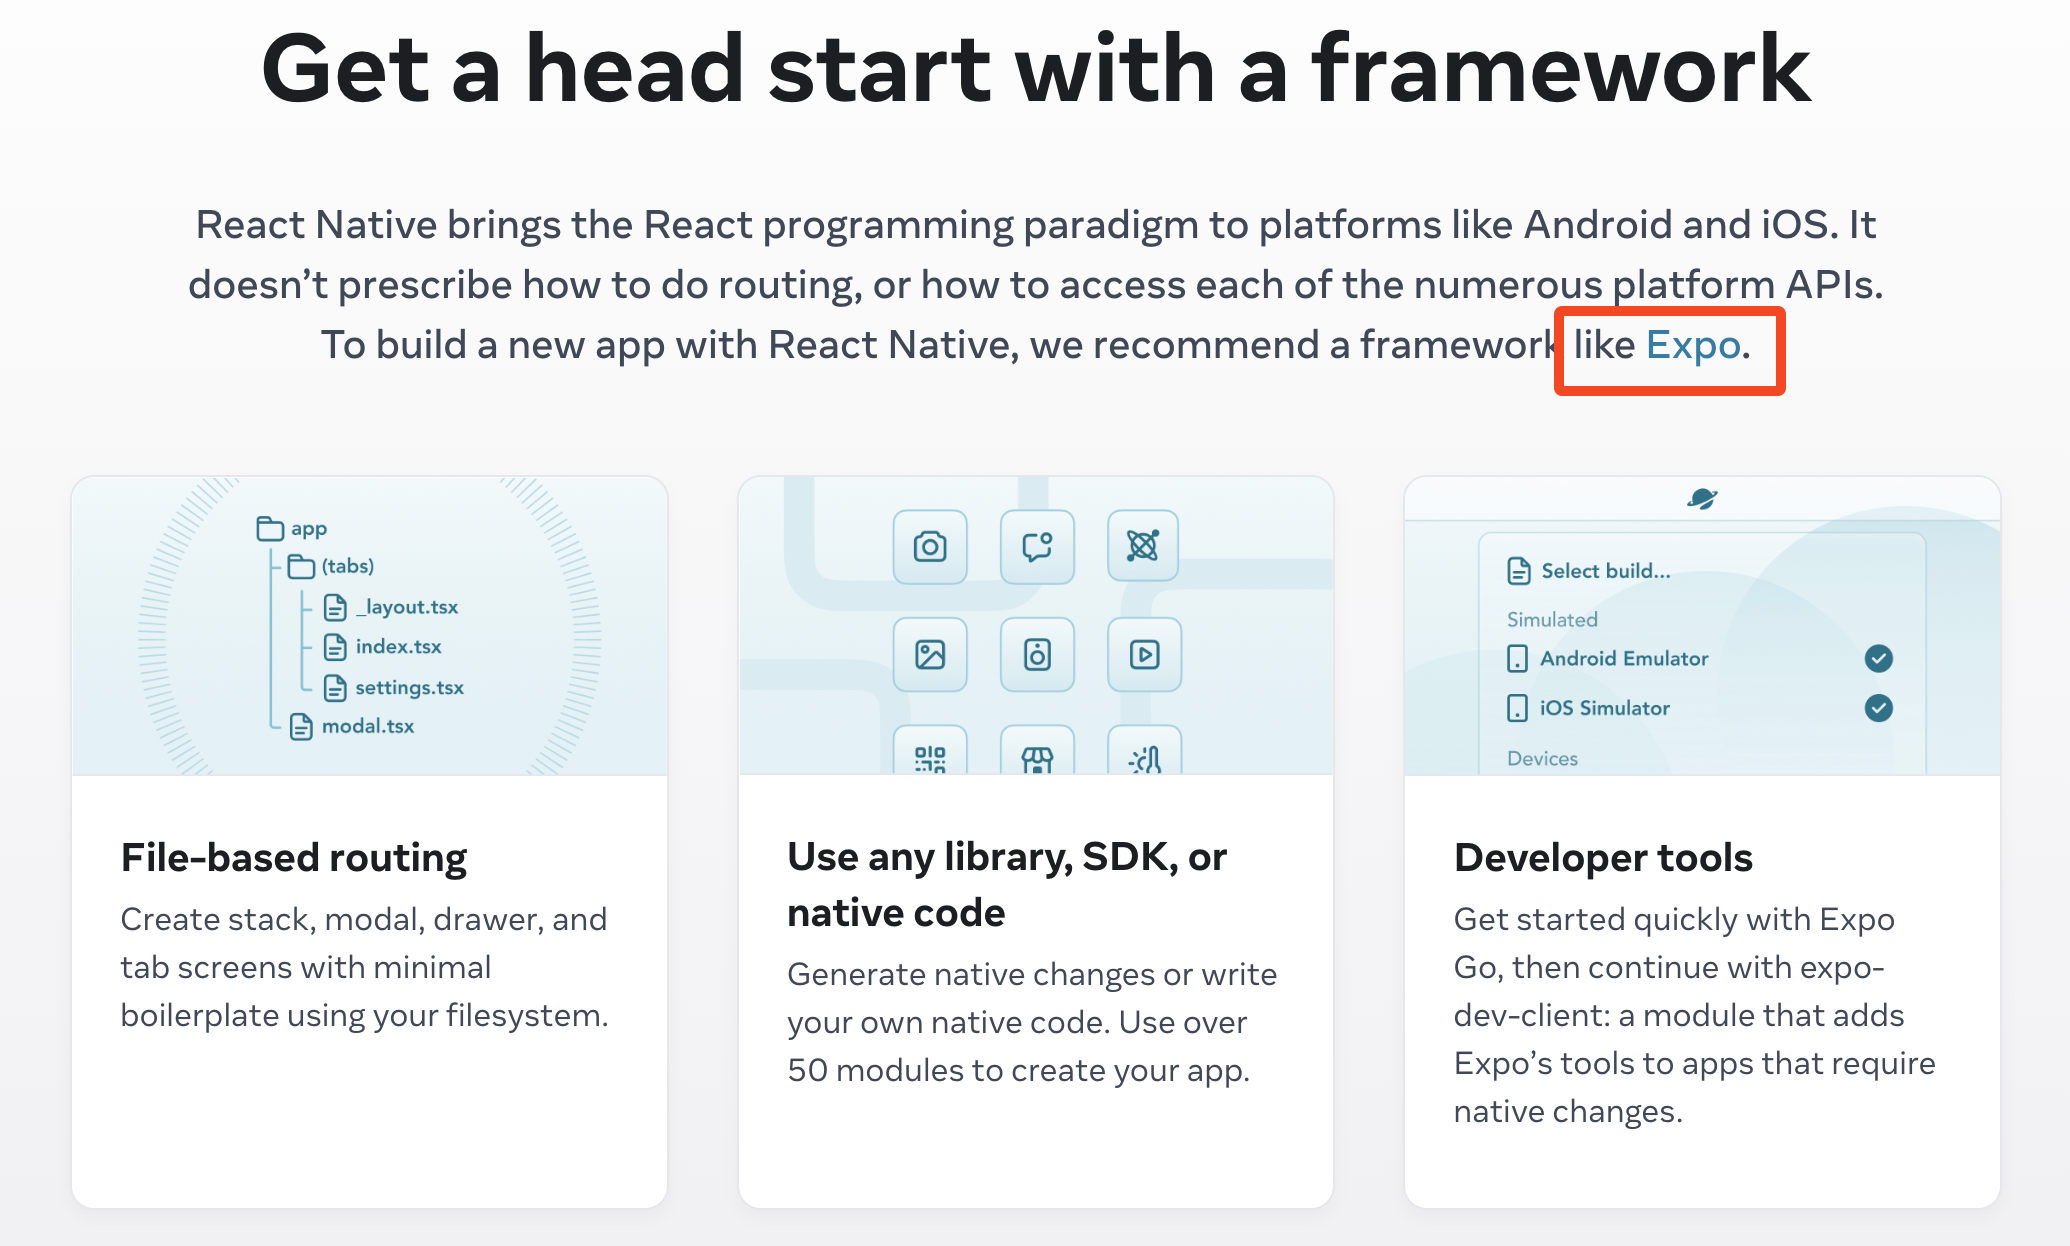 Get a head start with a framework
React Native brings the React programming paradigm to platforms like Android and iOS. It
doesn’t prescribe how to do routing, or how to access each of the numerous platform APIs.
To build a new app with React Native, we recommend a framework like Expo.
app
(tabs)
_layout.tsx
index.tsx
settings.tsx
modal.tsx
File-based routing
Create stack, modal, drawer, and
tab screens with minimal
boilerplate using your filesystem.
Use any library, SDK, or
native code
Generate native changes or write
your own native code. Use over
50 modules to create your app.
Select build...
Simulated
Android Emulator
iOS Simulator
Devices
Developer tools
Get started quickly with Expo
Go, then continue with expo-
dev-client: a module that adds
Expo’s tools to apps that require
native changes.